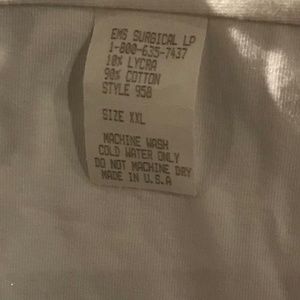 EMS SURGICAL LP
1-800-635-7437
10% LYCRA
90% COTTON
STYLE 958
SIZE XXL
MACHINE WASH
COLD WATER ONLY
DO NOT MACHINE DRY
MADE IN U.S.A